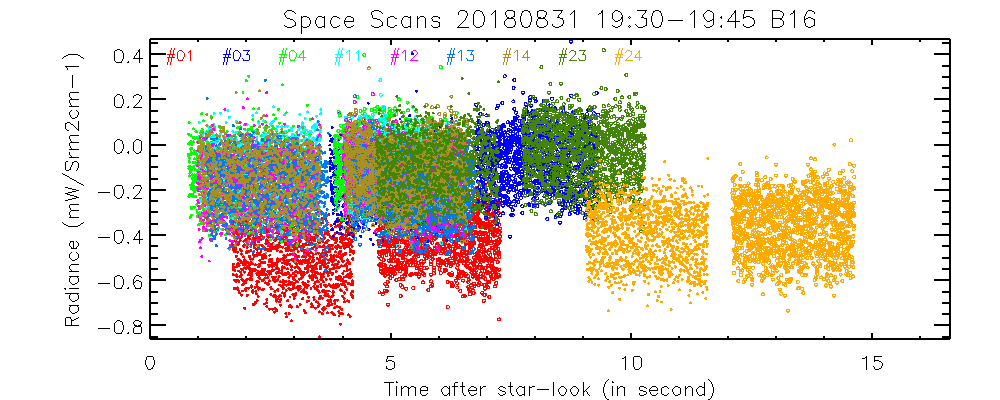 Space Scans 20180831 19:30-19:45 B16
#01 #03 #04 #11 #12 #13 #14 #23 #24
Radiance (mW/Srm2cm-1)
0.4
0.2
0.0
-0.2
-0.4
-0.6
-0.8
0 5 10 15
Time after star-look (in second)